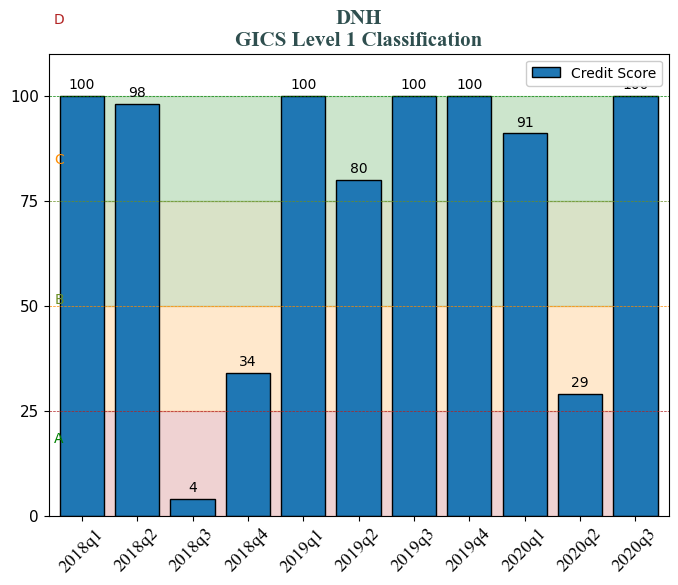 D
DNH
GICS Level 1 Classification
Credit Score
100
98
4
34
100
80
100
100
91
29
100
100
75
50
25
0
C
B
A
2018q1
2018q2
2018q3
2018q4
2019q1
2019q2
2019q3
2019q4
2020q1
2020q2
2020q3